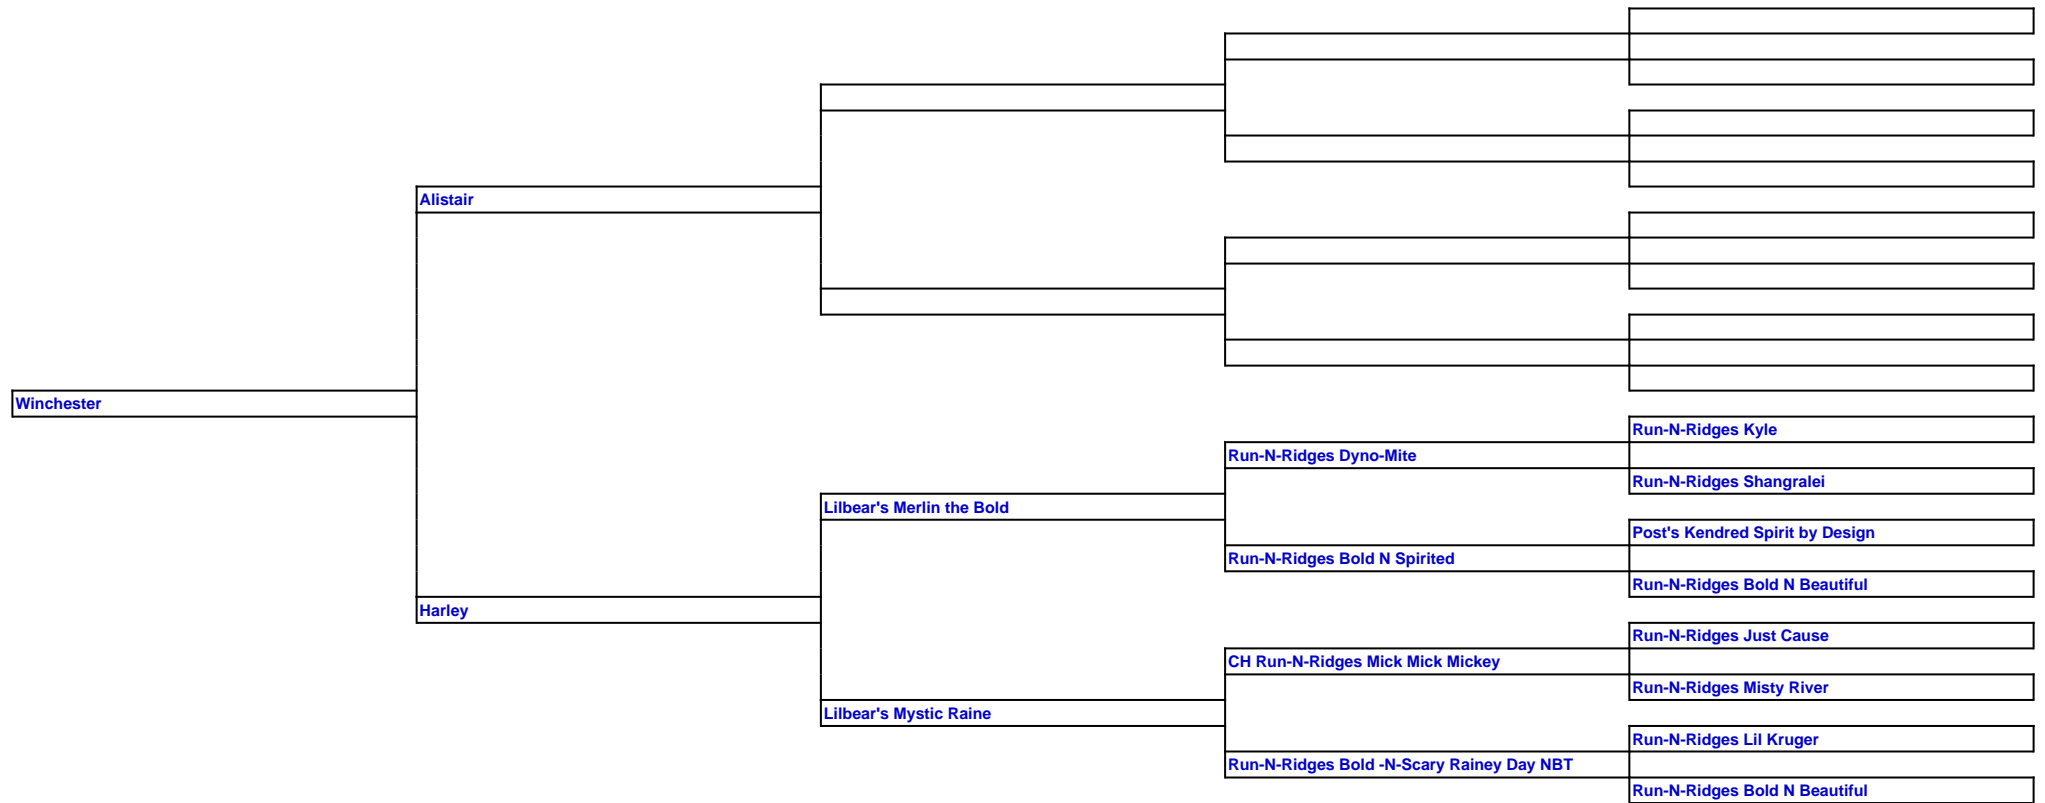 Alistair
Winchester
Run-N-Ridges Kyle
Run-N-Ridges Dyno-Mite
Run-N-Ridges Shangralei
Lilbear's Merlin the Bold
Post's Kendred Spirit by Design
Run-N-Ridges Bold N Spirited
Run-N-Ridges Bold N Beautiful
Harley
Run-N-Ridges Just Cause
CH Run-N-Ridges Mick Mick Mickey
Run-N-Ridges Misty River
Lilbear's Mystic Raine
Run-N-Ridges Lil Kruger
Run-N-Ridges Bold -N-Scary Rainey Day NBT
Run-N-Ridges Bold N Beautiful